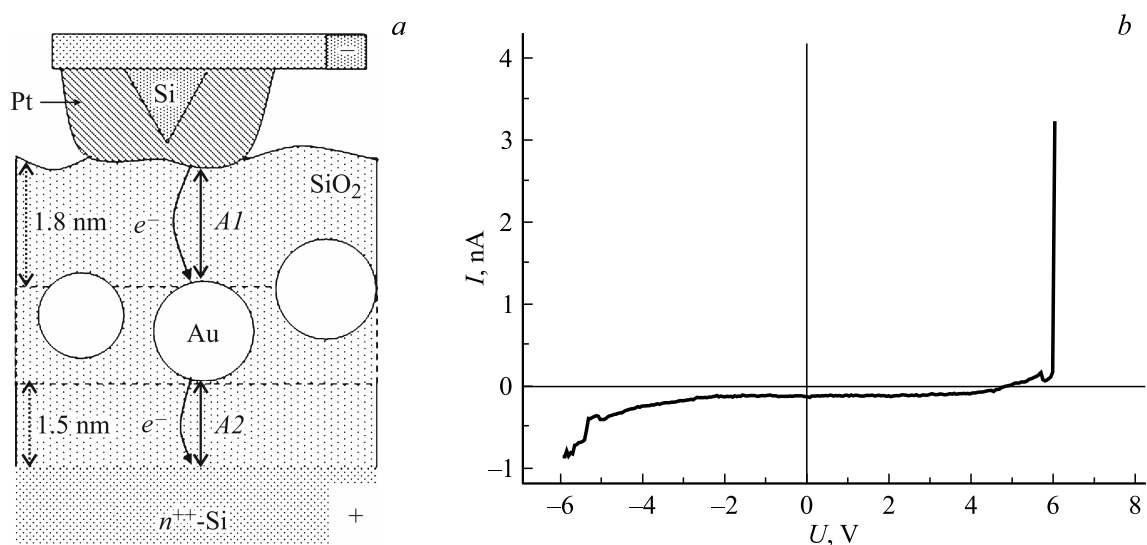 a
−
Pt
Si
SiO2
1.8 nm
e−
A1
Au
1.5 nm
e−
A2
n++-Si
+
b
I, nA
4
3
2
1
0
−1
−6
−4
−2
0
2
4
6
8
U, V